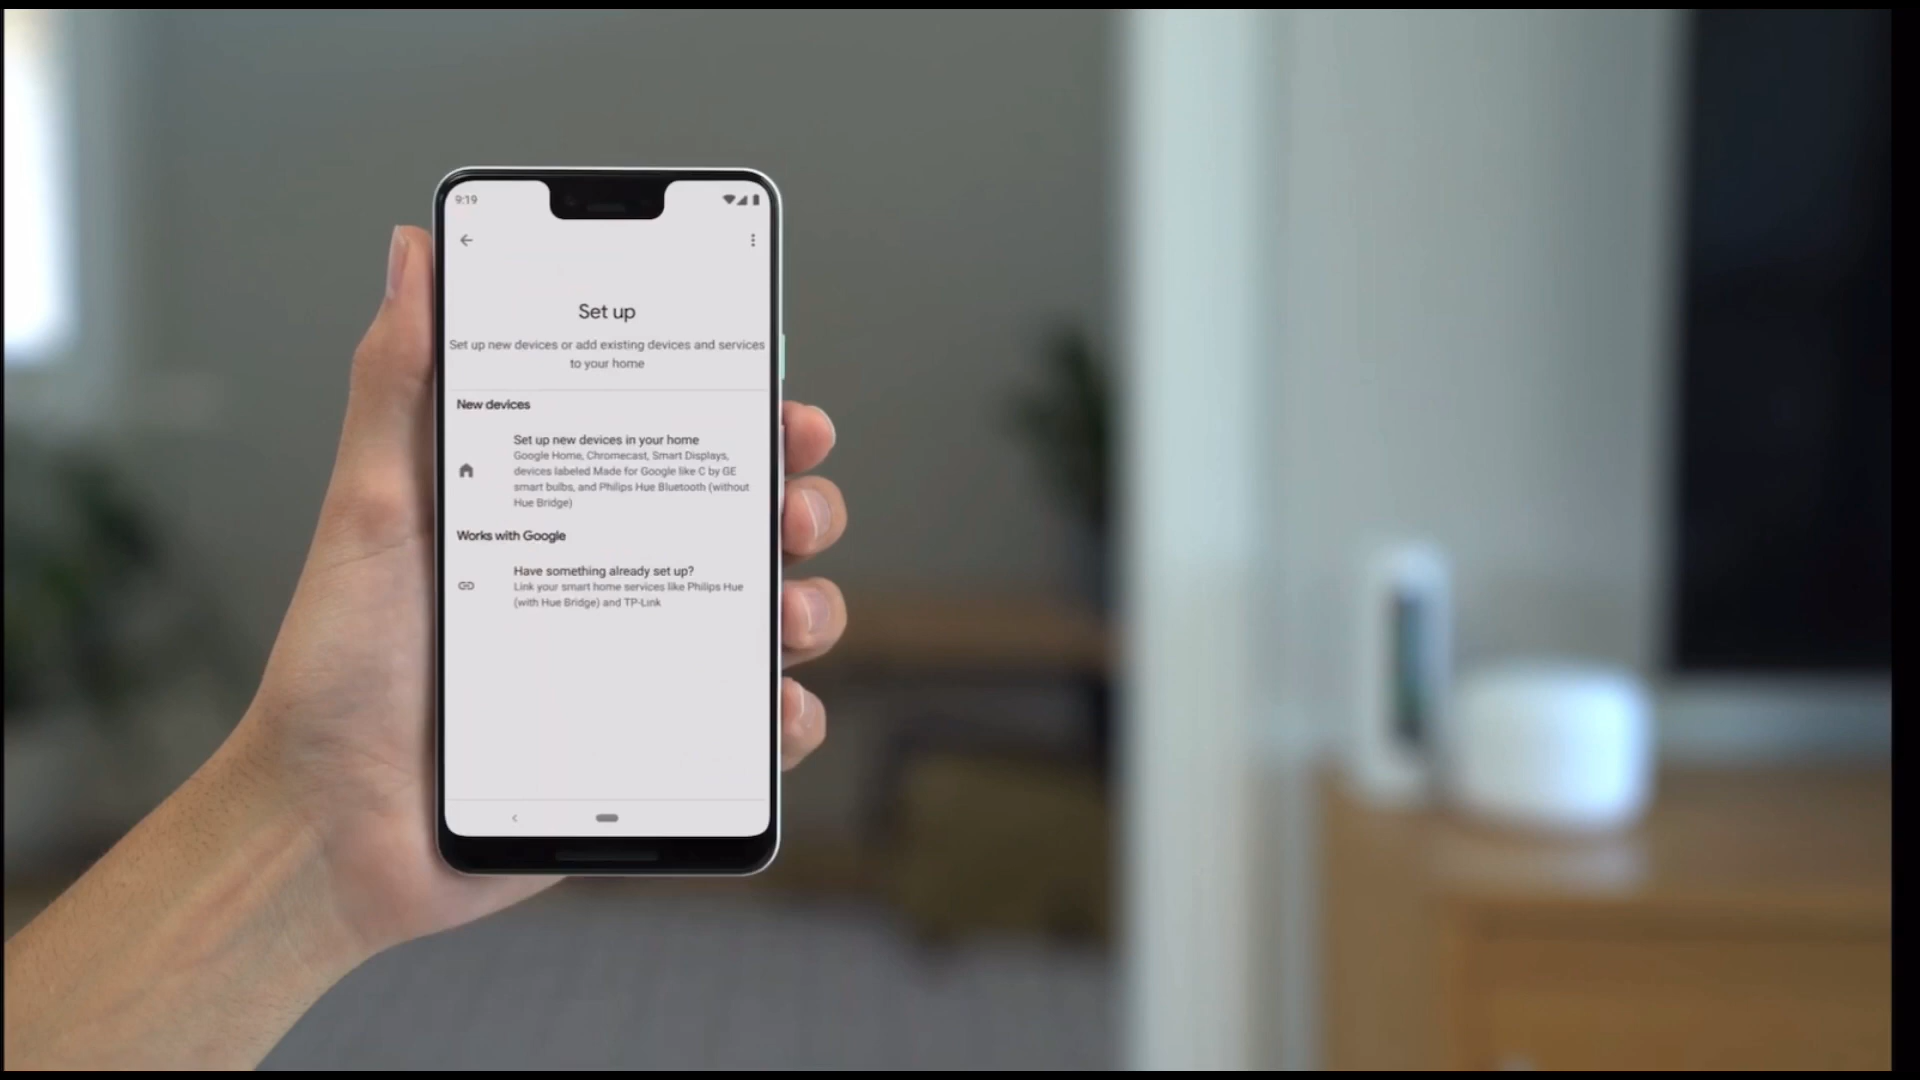 9:19
Set up
Set up new devices or add existing devices and services
to your home
New devices
Set up new devices in your home
Google Home, Chromecast, Smart Displays,
devices labeled Made for Google like C by GE
smart bulbs, and Philips Hue Bluetooth (without
Hue Bridge)
Works with Google
Have something already set up?
Link your smart home services like Philips Hue
(with Hue Bridge) and TP-Link